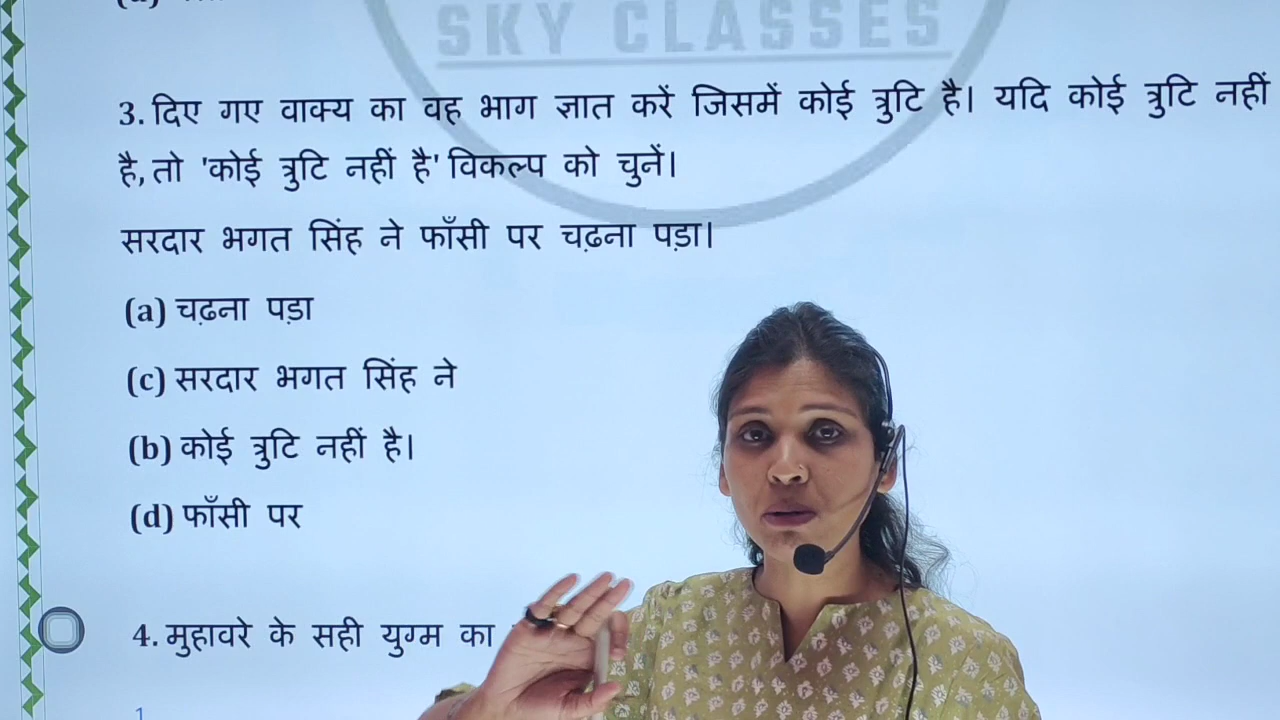 SKY CLASSES
3. दिए गए वाक्य का वह भाग ज्ञात करें जिसमें कोई त्रुटि है। यदि कोई त्रुटि नहीं
है, तो 'कोई त्रुटि नहीं है' विकल्प को चुनें।
सरदार भगत सिंह ने फाँसी पर चढ़ना पड़ा।
(a) चढ़ना पड़ा
(c) सरदार भगत सिंह ने
(b) कोई त्रुटि नहीं है।
(d) फाँसी पर
4. मुहावरे के सही युग्म का